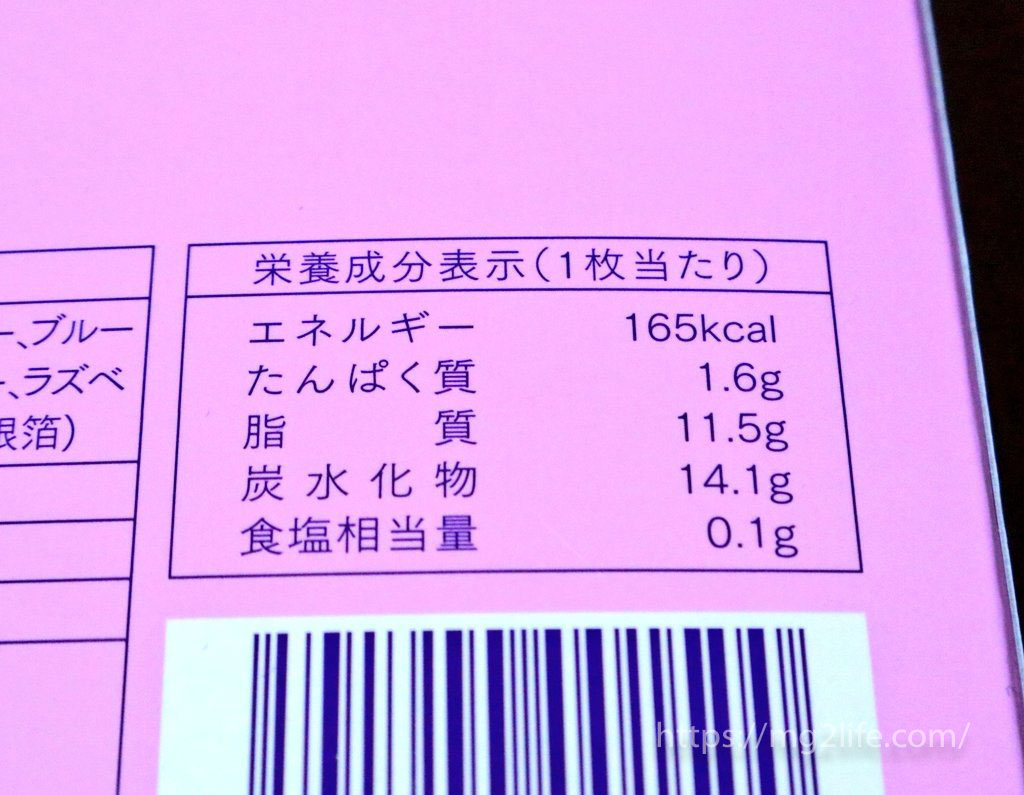 ー、ブルー
ー、ラズベ
銀箔)
栄養成分表示(1枚当たり)
エネルギー 165kcal
たんぱく質 1.6g
脂質 11.5g
炭水化物 14.1g
食塩相当量 0.1g
https://mg2life.com/